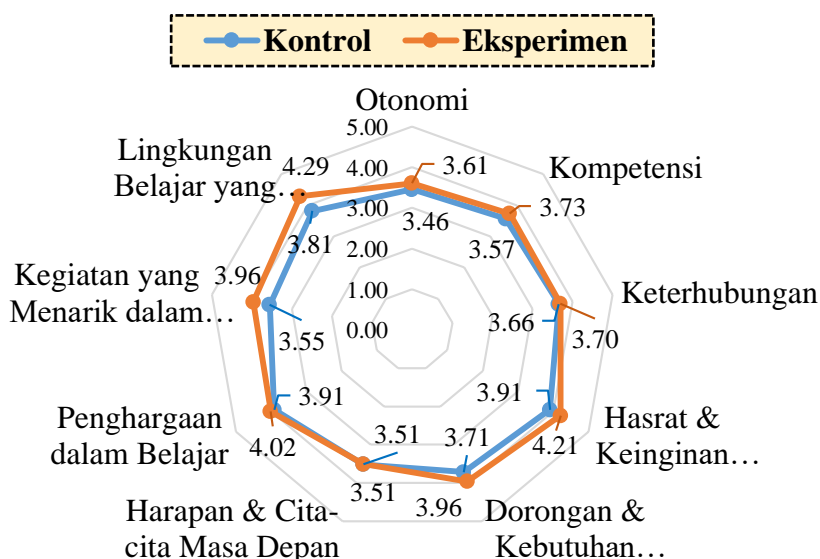 Kontrol
Eksperimen
Otonomi
5.00
4.00
3.00
2.00
1.00
0.00
3.61
3.46
Kompetensi
3.73
3.57
Keterhubungan
3.66
3.70
Hasrat &
Keinginan…
3.91
4.21
Dorongan &
Kebutuhan…
3.71
3.96
Harapan & Cita-
cita Masa Depan
3.51
3.51
Penghargaan
dalam Belajar
3.91
4.02
Kegiatan yang
Menarik dalam…
3.96
3.55
Lingkungan
Belajar yang…
4.29
3.81